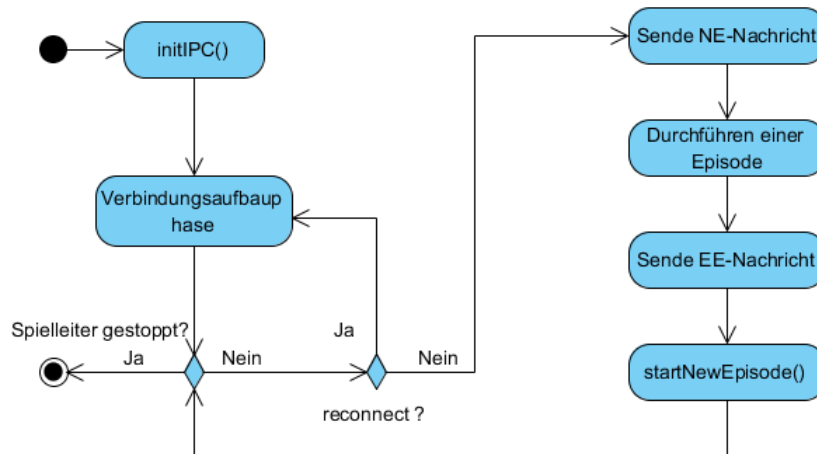 initIPC()
Sende NE-Nachricht
Durchführen einer
Episode
Verbindungsaufbaup
hase
Sende EE-Nachricht
Spielleiter gestoppt?
Ja
Ja
Nein
Nein
startNewEpisode()
reconnect ?